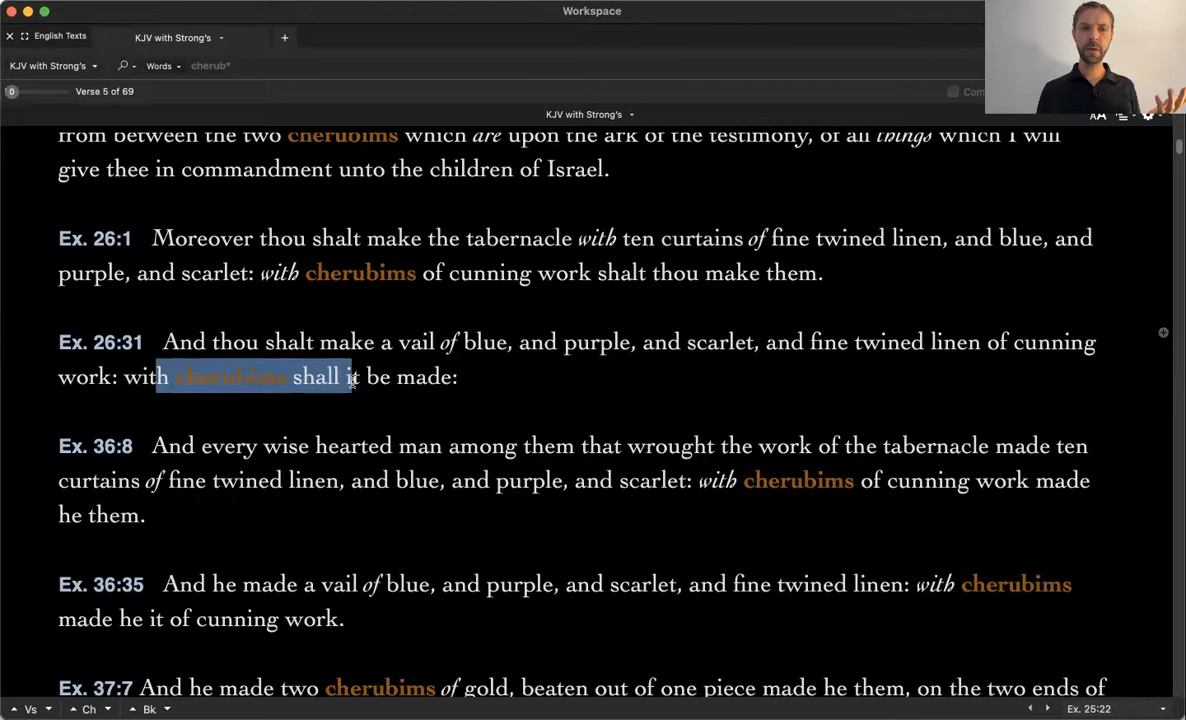 Workspace
English Texts
KJV with Strong's
+
KJV with Strong's
Words
cherub*
0
Verse 5 of 69
Com
KJV with Strong's
AA
from between the two cherubims which are upon the ark of the testimony, of all things which I will
give thee in commandment unto the children of Israel.
Ex. 26:1 Moreover thou shalt make the tabernacle with ten curtains of fine twined linen, and blue, and
purple, and scarlet: with cherubims of cunning work shalt thou make them.
Ex. 26:31 And thou shalt make a vail of blue, and purple, and scarlet, and fine twined linen of cunning
work: with cherubims shall it be made:
Ex. 36:8 And every wise hearted man among them that wrought the work of the tabernacle made ten
curtains of fine twined linen, and blue, and purple, and scarlet: with cherubims of cunning work made
he them.
Ex. 36:35 And he made a vail of blue, and purple, and scarlet, and fine twined linen: with cherubims
made he it of cunning work.
Ex. 37:7 And he made two cherubims of gold, beaten out of one piece made he them, on the two ends of
Vs Ch Bk
Ex. 25:22